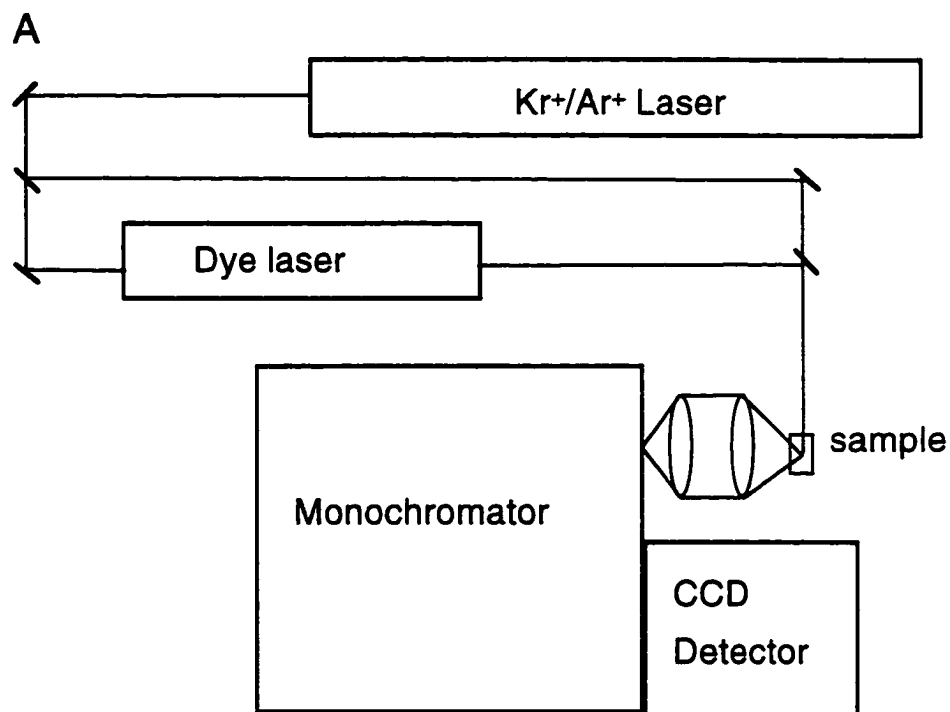 A
Kr⁺/Ar⁺ Laser
Dye laser
sample
Monochromator
CCD
Detector